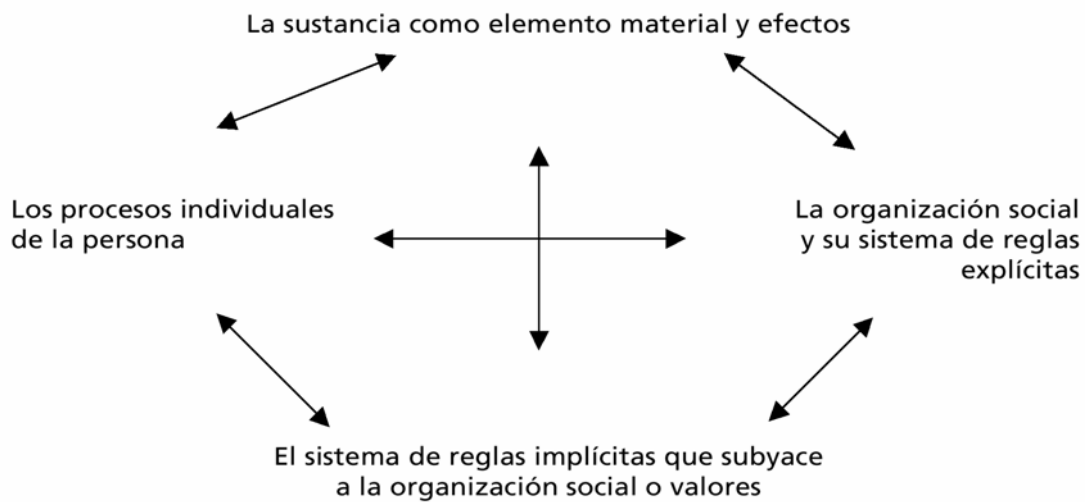 La sustancia como elemento material y efectos
Los procesos individuales
de la persona
La organización social
y su sistema de reglas
explícitas
El sistema de reglas implícitas que subyace
a la organización social o valores